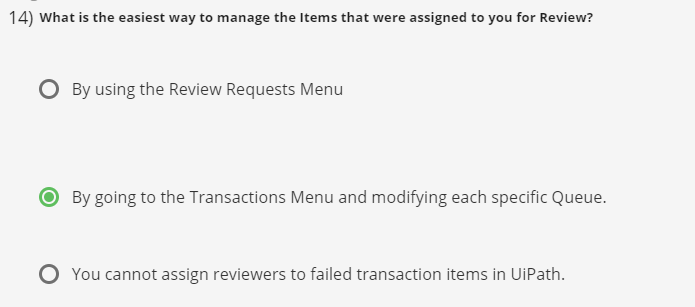 14) What is the easiest way to manage the Items that were assigned to you for Review?
By using the Review Requests Menu
By going to the Transactions Menu and modifying each specific Queue.
You cannot assign reviewers to failed transaction items in UiPath.